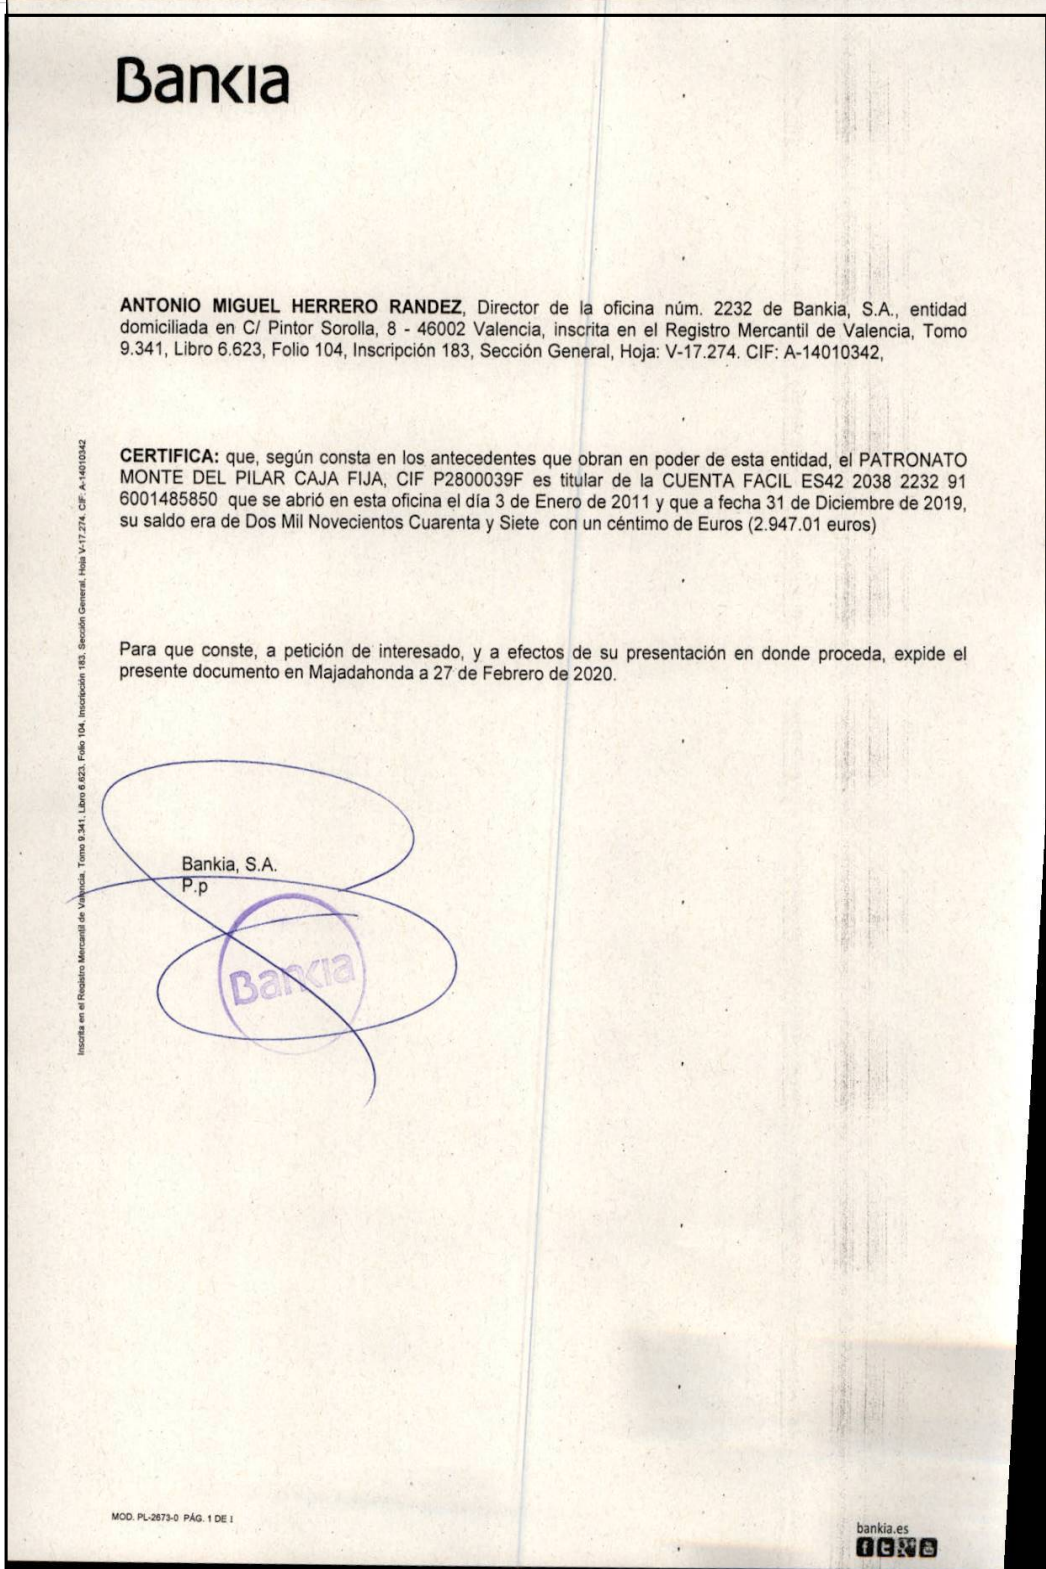 Bankia
ANTONIO MIGUEL HERRERO RANDEZ, Director de la oficina núm. 2232 de Bankia, S.A., entidad
domiciliada en C/ Pintor Sorolla, 8 - 46002 Valencia, inscrita en el Registro Mercantil de Valencia, Tomo
9.341, Libro 6.623, Folio 104, Inscripción 183, Sección General, Hoja: V-17.274. CIF: A-14010342,
CERTIFICA: que, según consta en los antecedentes que obran en poder de esta entidad, el PATRONATO
MONTE DEL PILAR CAJA FIJA, CIF P2800039F es titular de la CUENTA FACIL ES42 2038 2232 91
6001485850 que se abrió en esta oficina el día 3 de Enero de 2011 y que a fecha 31 de Diciembre de 2019,
su saldo era de Dos Mil Novecientos Cuarenta y Siete con un céntimo de Euros (2.947.01 euros)
Para que conste, a petición de interesado, y a efectos de su presentación en donde proceda, expide el
presente documento en Majadahonda a 27 de Febrero de 2020.
Bankia, S.A.
P.p
Bankia
Inscrita en el Registro Mercantil de Valencia, Tomo 9.341, Libro 6.623, Folio 104, Inscripción 183, Sección General, Hoja V-17.274. CIF: A-14010342
MOD. PL-2673-0 PÁG. 1 DE 1
bankia.es